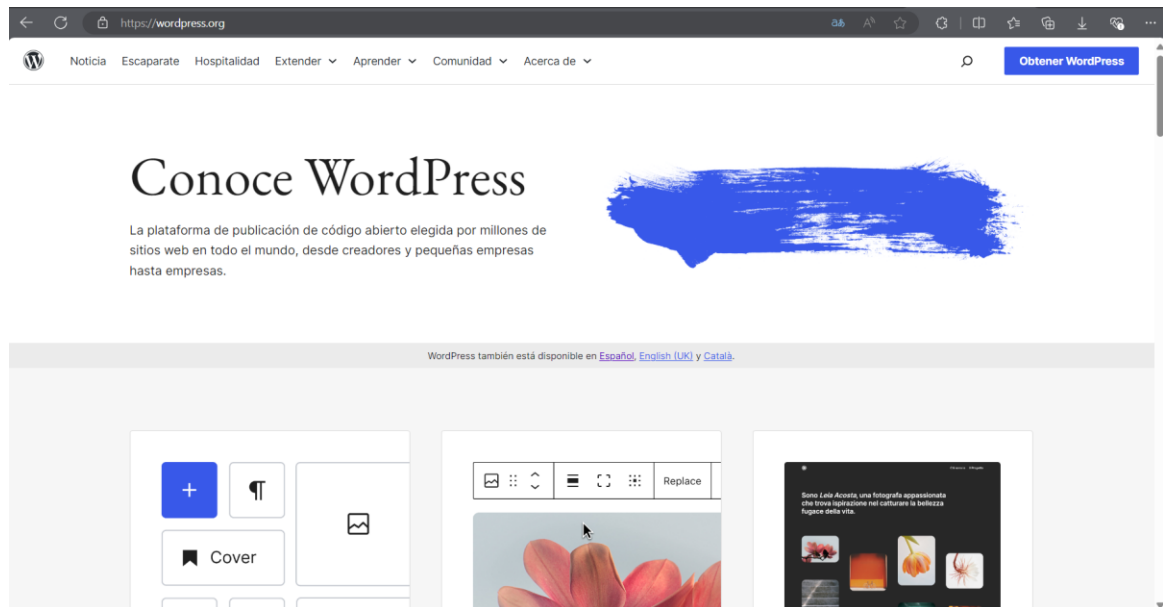 https://wordpress.org
Noticia Escaparate Hospitalidad Extender Aprender Comunidad Acerca de Obtener WordPress
Conoce WordPress
La plataforma de publicación de código abierto elegida por millones de
sitios web en todo el mundo, desde creadores y pequeñas empresas
hasta empresas.
WordPress también está disponible en Español, English (UK) y Català.
Replace
Cover
Sono Leia Acosta, una fotografa appassionata
che trova ispirazione nel catturare la bellezza
fugace della vita.